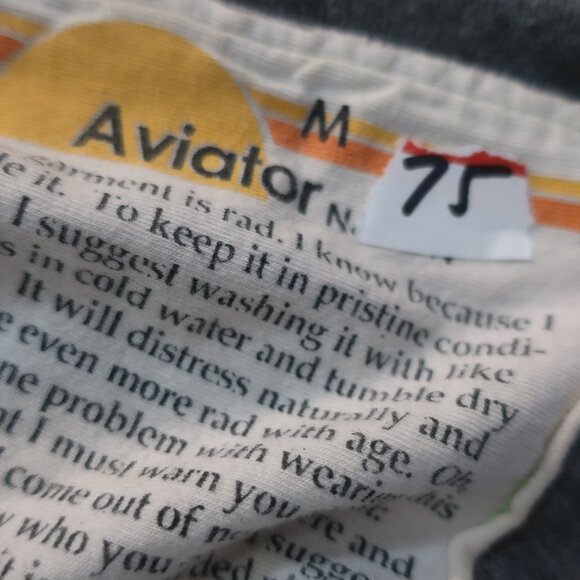 M
Aviator
75
garment is rad. I know because I
it. To keep it in pristine condi-
I suggest washing it with like
s in cold water and tumble dry
It will distress naturally and
e even more rad with age. Oh,
ne problem with wearing this
t I must warn you
come out of
who you